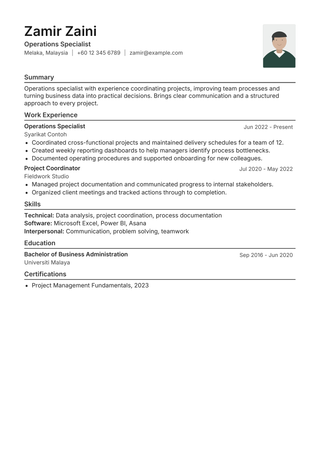 Zamir Zaini
Operations Specialist
Melaka, Malaysia | +60 12 345 6789 | zamir@example.com
Summary
Operations specialist with experience coordinating projects, improving team processes and
turning business data into practical decisions. Brings clear communication and a structured
approach to every project.
Work Experience
Operations Specialist Jun 2022 - Present
Syarikat Contoh
• Coordinated cross-functional projects and maintained delivery schedules for a team of 12.
• Created weekly reporting dashboards to help managers identify process bottlenecks.
• Documented operating procedures and supported onboarding for new colleagues.
Project Coordinator Jul 2020 - May 2022
Fieldwork Studio
• Managed project documentation and communicated progress to internal stakeholders.
• Organized client meetings and tracked actions through to completion.
Skills
Technical: Data analysis, project coordination, process documentation
Software: Microsoft Excel, Power BI, Asana
Interpersonal: Communication, problem solving, teamwork
Education
Bachelor of Business Administration Sep 2016 - Jun 2020
Universiti Malaya
Certifications
• Project Management Fundamentals, 2023